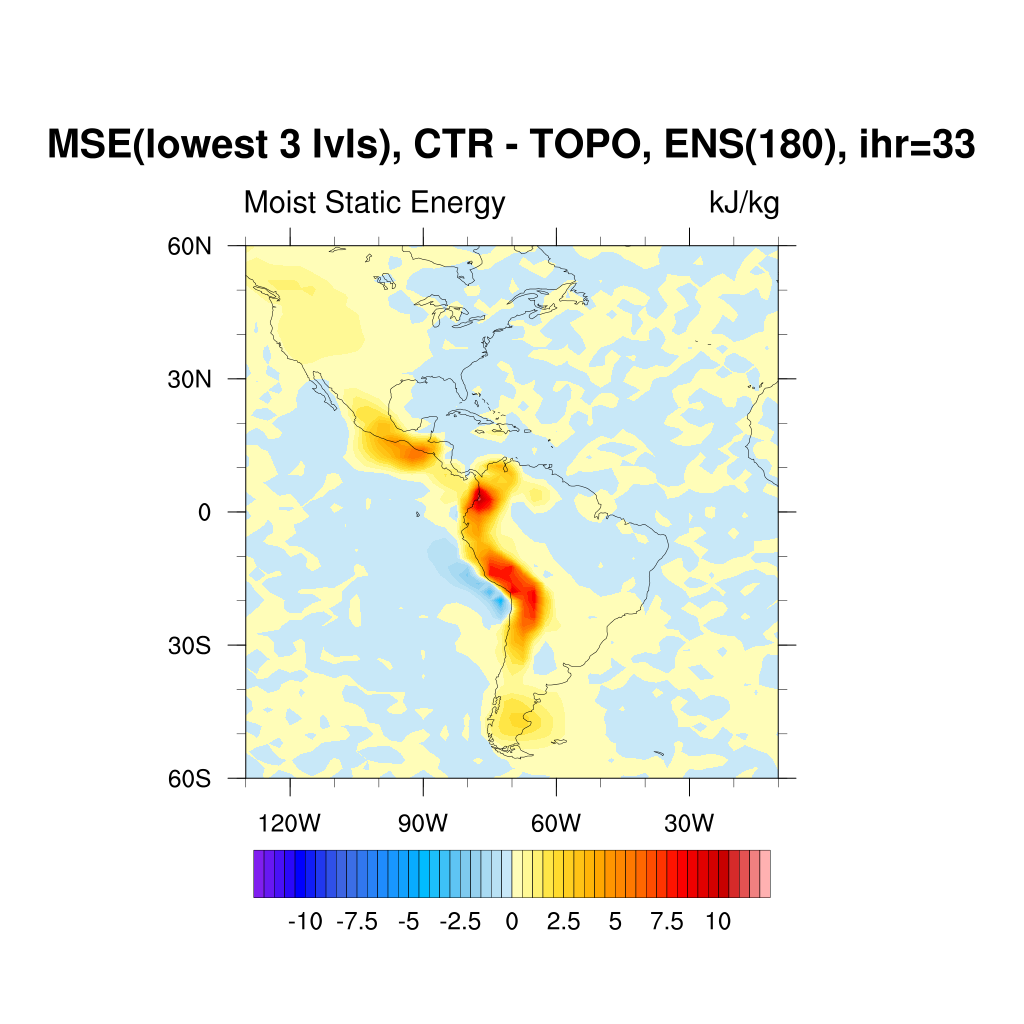 MSE(lowest 3 lvls), CTR - TOPO, ENS(180), ihr=33
Moist Static Energy kJ/kg
60N
30N
0
30S
60S
120W 90W 60W 30W
-10 -7.5 -5 -2.5 0 2.5 5 7.5 10